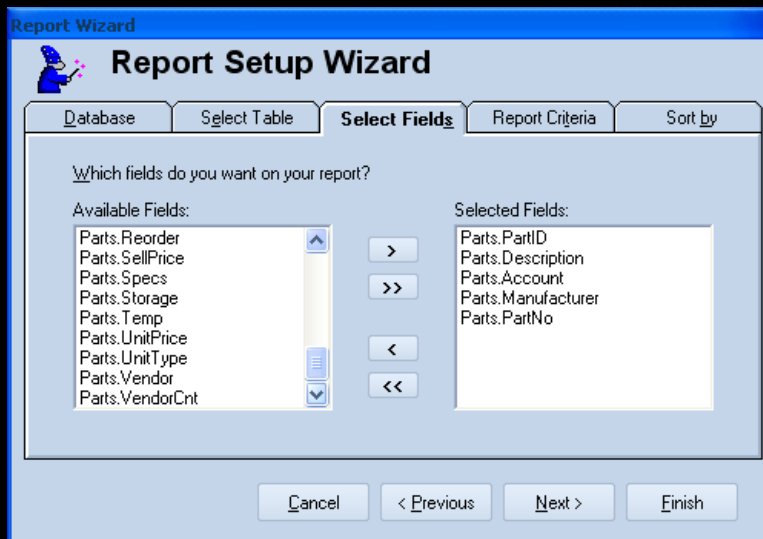 Report Wizard
Report Setup Wizard
Database Select Table Select Fields Report Criteria Sort by
Which fields do you want on your report?
Available Fields: Selected Fields:
Parts.Reorder
Parts.SellPrice
Parts.Specs
Parts.Storage
Parts.Temp
Parts.UnitPrice
Parts.UnitType
Parts.Vendor
Parts.VendorCnt
>
>>
<
<<
Parts.PartID
Parts.Description
Parts.Account
Parts.Manufacturer
Parts.PartNo
Cancel < Previous Next > Finish